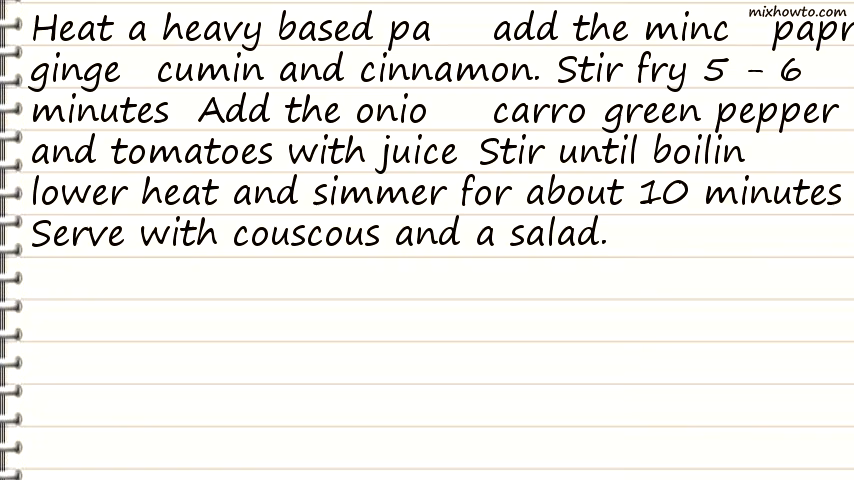 mixhowto.com
Heat a heavy based pa add the minc papr
ginge cumin and cinnamon. Stir fry 5 - 6
minutes Add the onio carro green pepper
and tomatoes with juice Stir until boilin
lower heat and simmer for about 10 minutes
Serve with couscous and a salad.